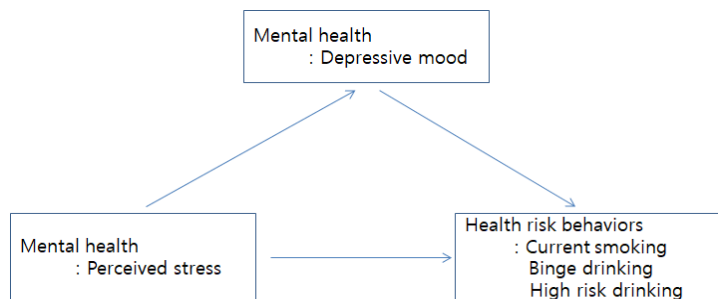 Mental health
: Depressive mood
Mental health
: Perceived stress
Health risk behaviors
: Current smoking
Binge drinking
High risk drinking